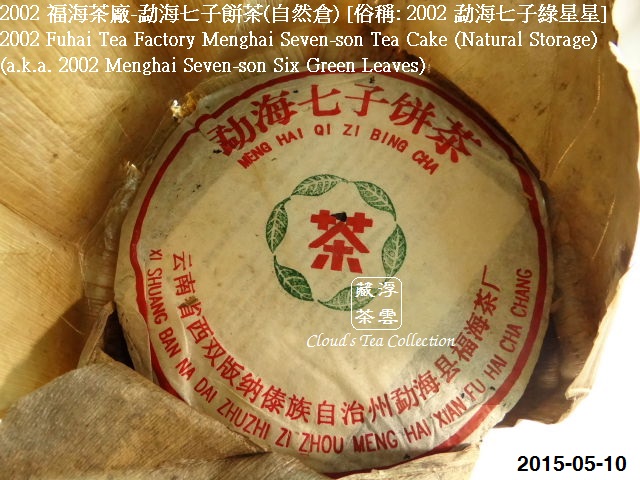 2002 福海茶廠-勐海七子餅茶(自然倉) [俗稱: 2002 勐海七子綠星星]
2002 Fuhai Tea Factory Menghai Seven-son Tea Cake (Natural Storage)
(a.k.a. 2002 Menghai Seven-son Six Green Leaves)
勐海七子饼茶
MENG HAI QI ZI BING CHA
茶
藏浮
茶雲
Cloud's Tea Collection
云南省西双版纳傣族自治州勐海县福海茶厂
XI SHUANG BAN NA DAI ZHUZHI ZI ZHOU MENG HAI XIAN FU HAI CHA CHANG
2015-05-10